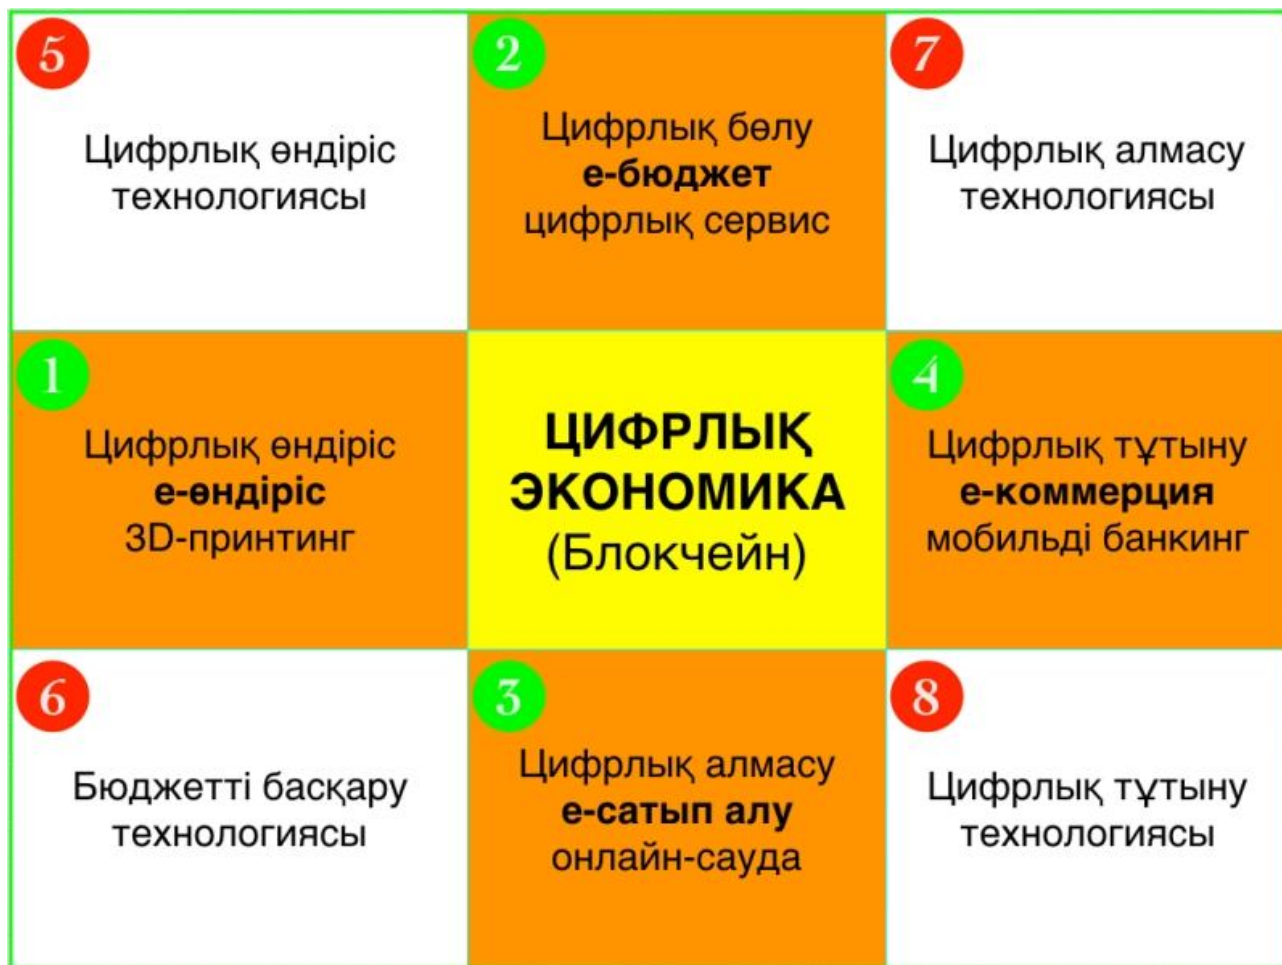 5
Цифрлық өндіріс
технологиясы
2
Цифрлық бөлу
е-бюджет
цифрлық сервис
7
Цифрлық алмасу
технологиясы
1
Цифрлық өндіріс
е-өндіріс
3D-принтинг
ЦИФРЛЫҚ
ЭКОНОМИКА
(Блокчейн)
4
Цифрлық тұтыну
е-коммерция
мобильді банкинг
6
Бюджетті басқару
технологиясы
3
Цифрлық алмасу
е-сатып алу
онлайн-сауда
8
Цифрлық тұтыну
технологиясы